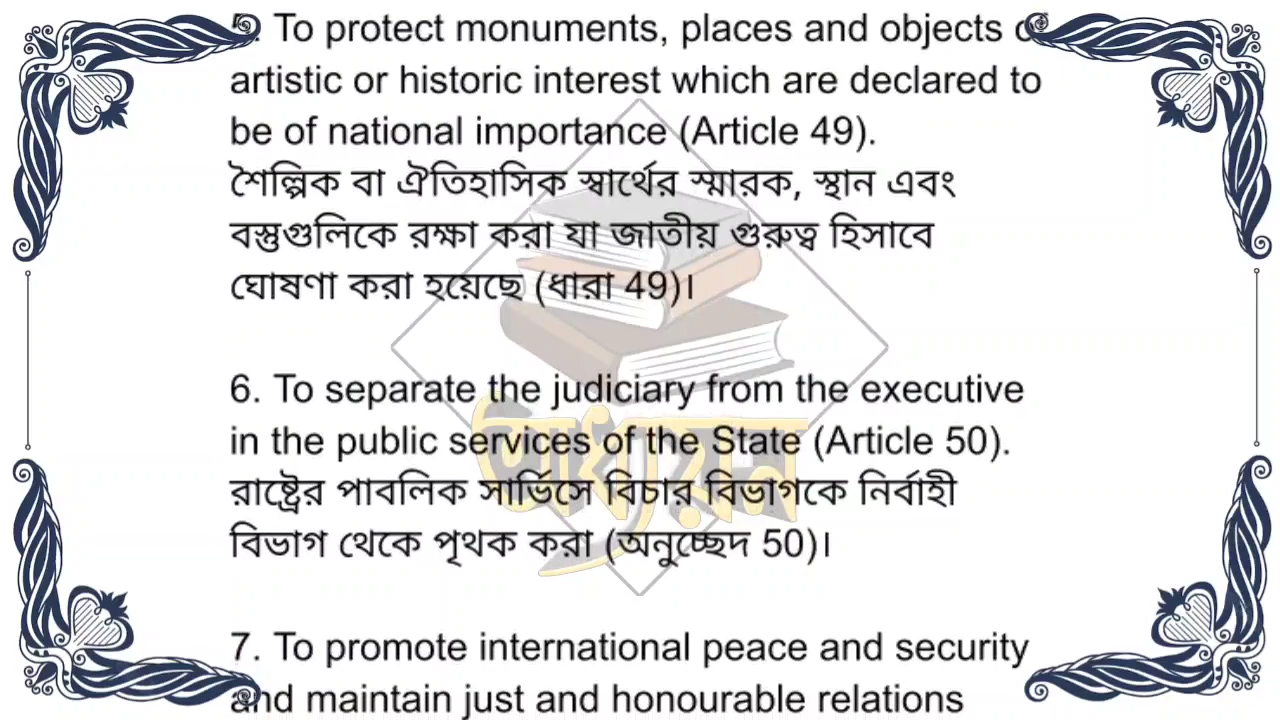 5. To protect monuments, places and objects of
artistic or historic interest which are declared to
be of national importance (Article 49).
শৈল্পিক বা ঐতিহাসিক স্বার্থের স্মারক, স্থান এবং
বস্তুগুলিকে রক্ষা করা যা জাতীয় গুরুত্ব হিসাবে
ঘোষণা করা হয়েছে (ধারা 49)।
6. To separate the judiciary from the executive
in the public services of the State (Article 50).
রাষ্ট্রের পাবলিক সার্ভিসে বিচার বিভাগকে নির্বাহী
বিভাগ থেকে পৃথক করা (অনুচ্ছেদ 50)।
7. To promote international peace and security
and maintain just and honourable relations
অধ্যয়ন